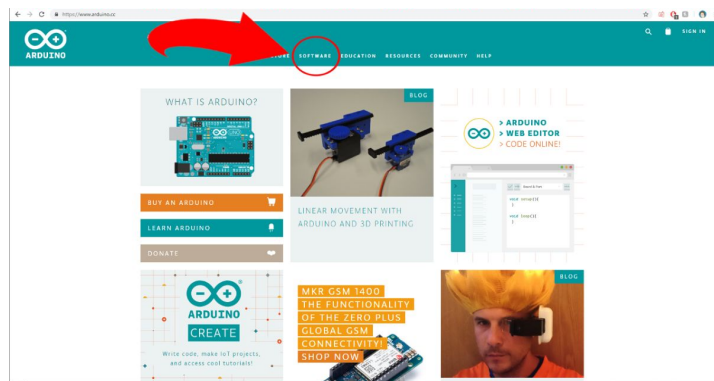 https://www.arduino.cc
ARDUINO
SOFTWARE EDUCATION RESOURCES COMMUNITY HELP
SIGN IN
WHAT IS ARDUINO?
BUY AN ARDUINO
LEARN ARDUINO
DONATE
BLOG
LINEAR MOVEMENT WITH
ARDUINO AND 3D PRINTING
> ARDUINO
> WEB EDITOR
> CODE ONLINE!
void setup(){
}
void loop(){
}
ARDUINO
CREATE
Write code, make IoT projects,
and access cool tutorials!
MKR GSM 1400
THE FUNCTIONALITY
OF THE ZERO PLUS
GLOBAL GSM
CONNECTIVITY!
SHOP NOW
BLOG